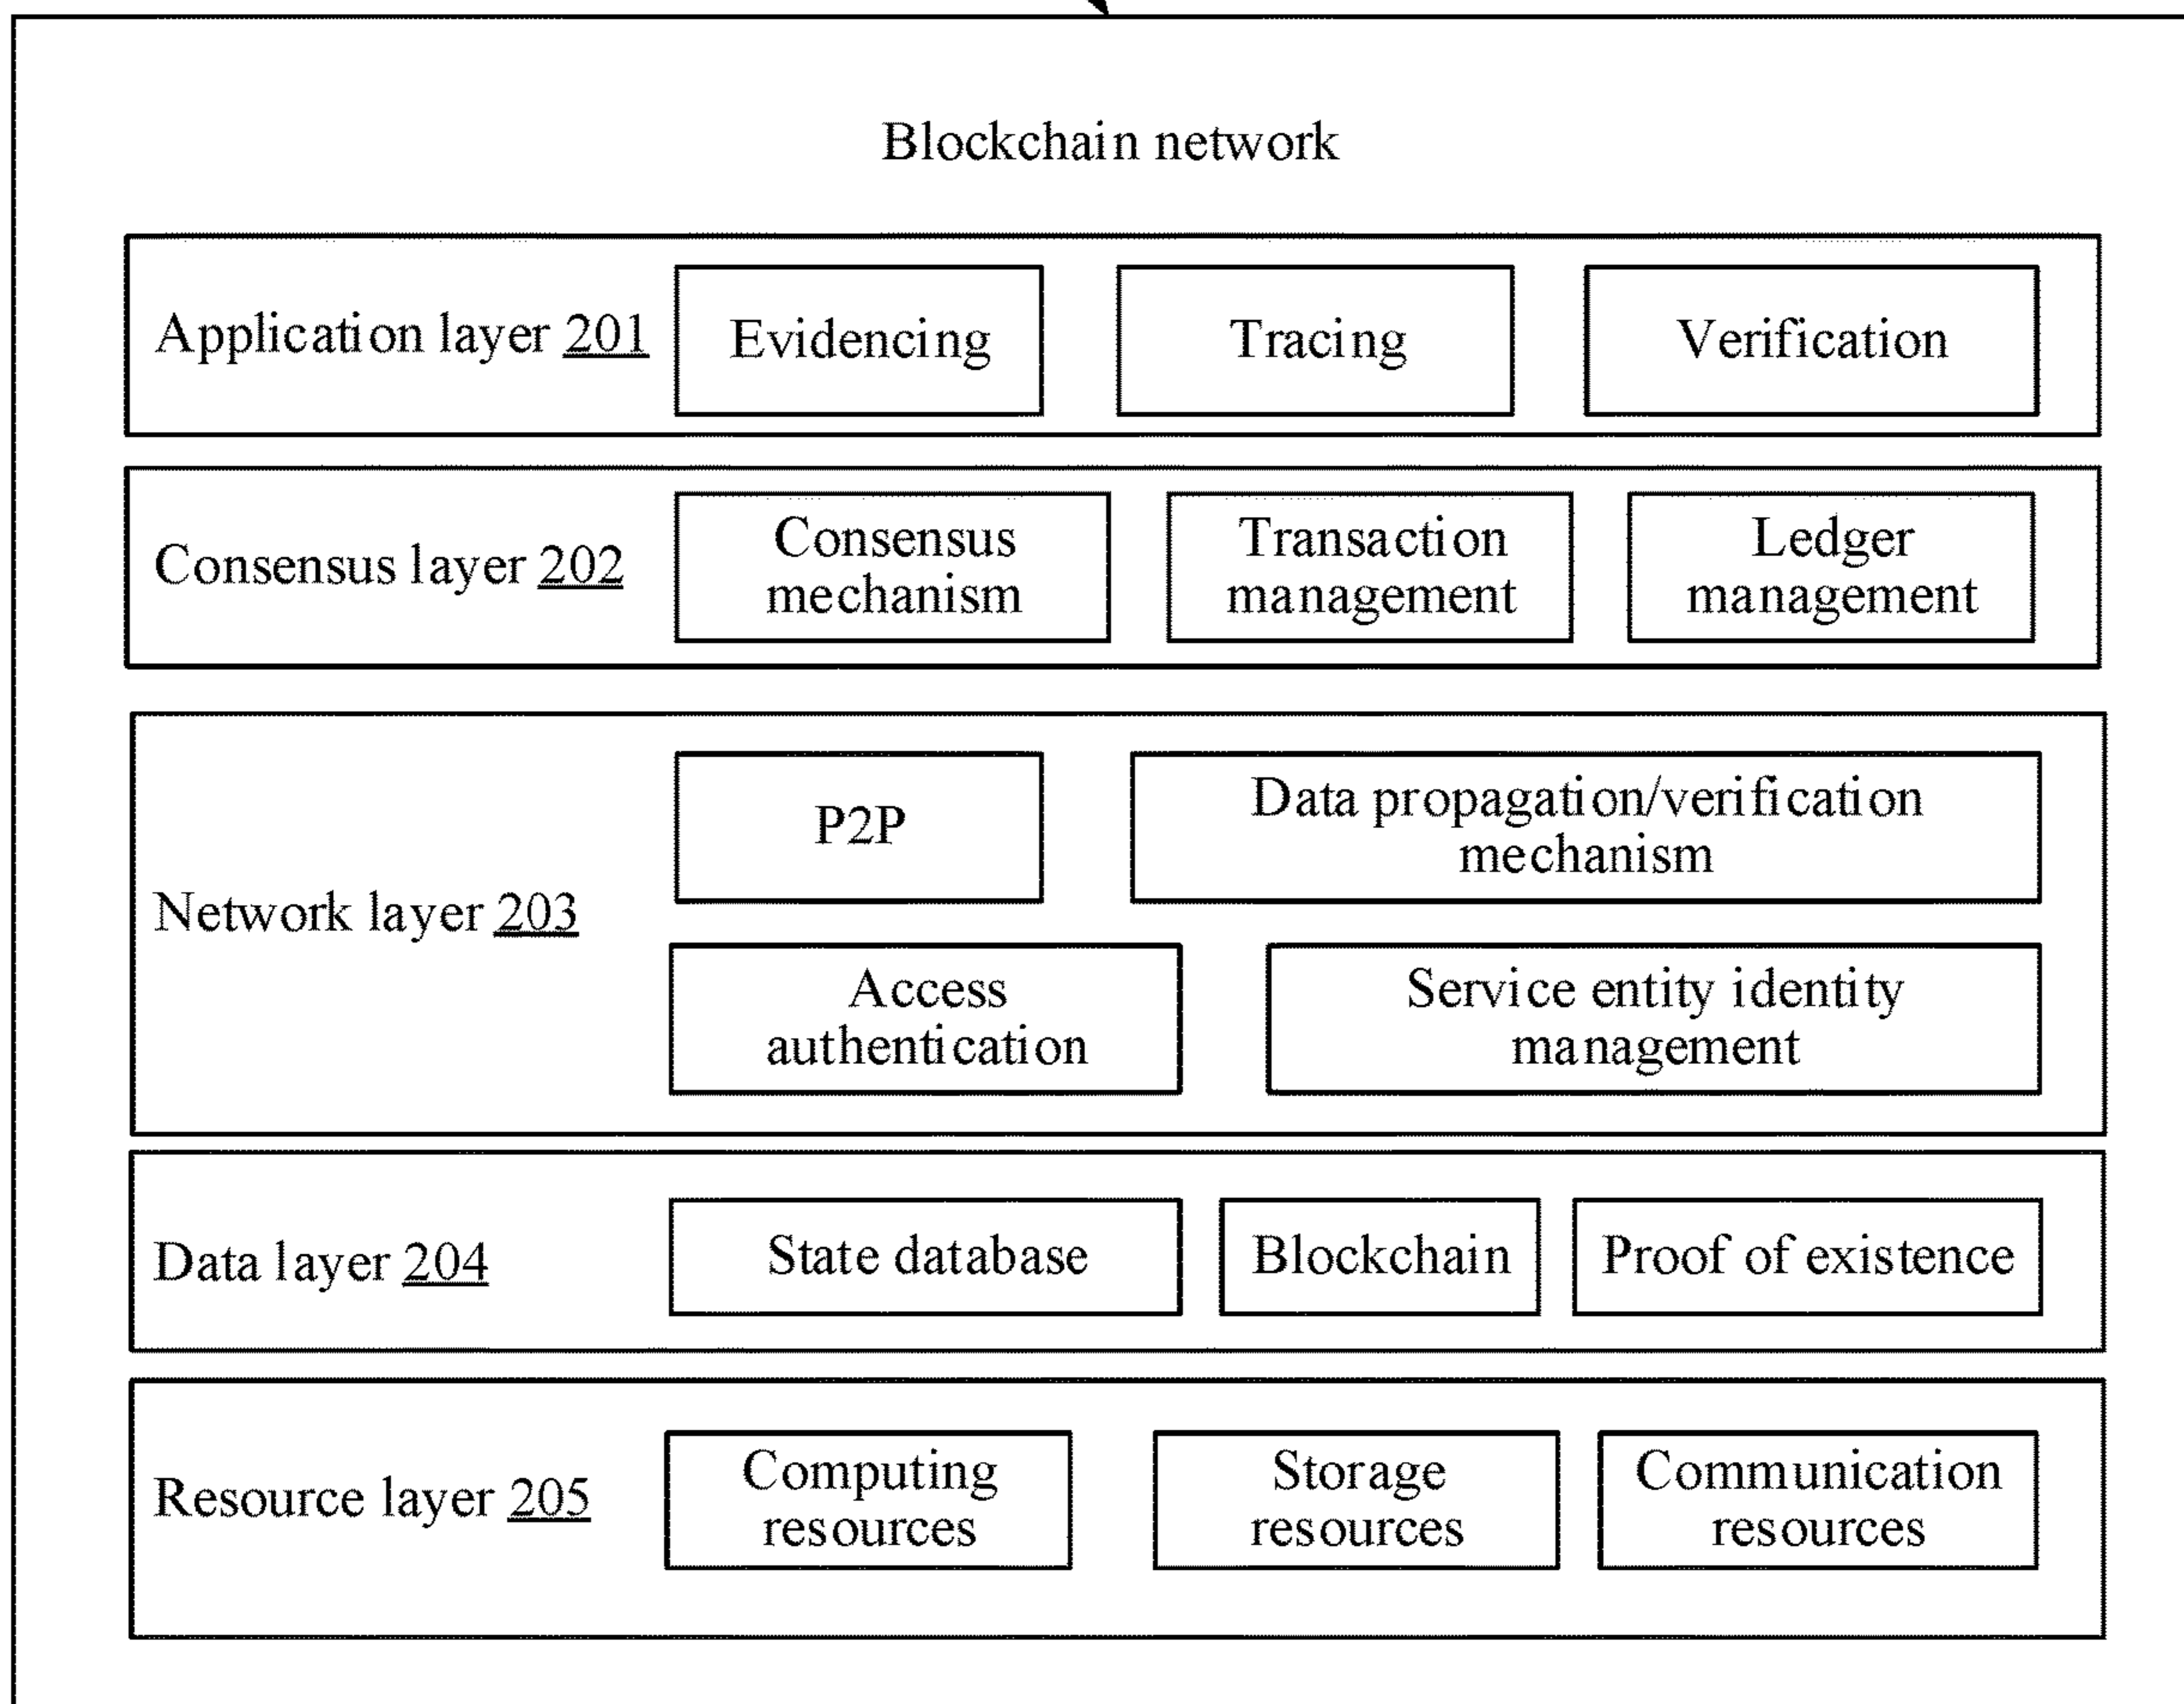 Blockchain network
Application layer 201
Evidencing
Tracing
Verification
Consensus layer 202
Consensus
mechanism
Transaction
management
Ledger
management
Network layer 203
P2P
Data propagation/verification
mechanism
Access
authentication
Service entity identity
management
Data layer 204
State database
Blockchain
Proof of existence
Resource layer 205
Computing
resources
Storage
resources
Communication
resources